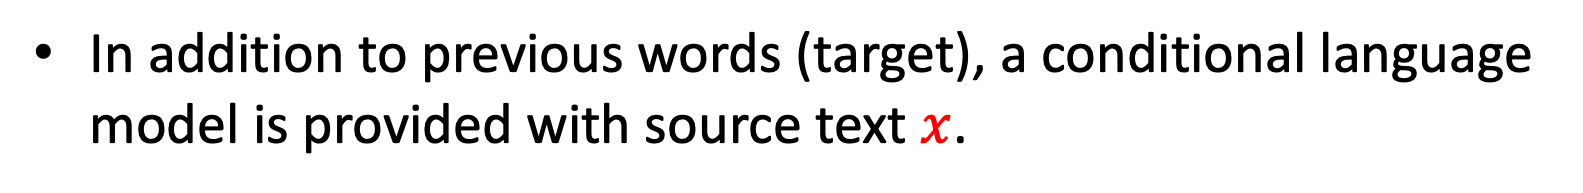 • In addition to previous words (target), a conditional language
model is provided with source text x.